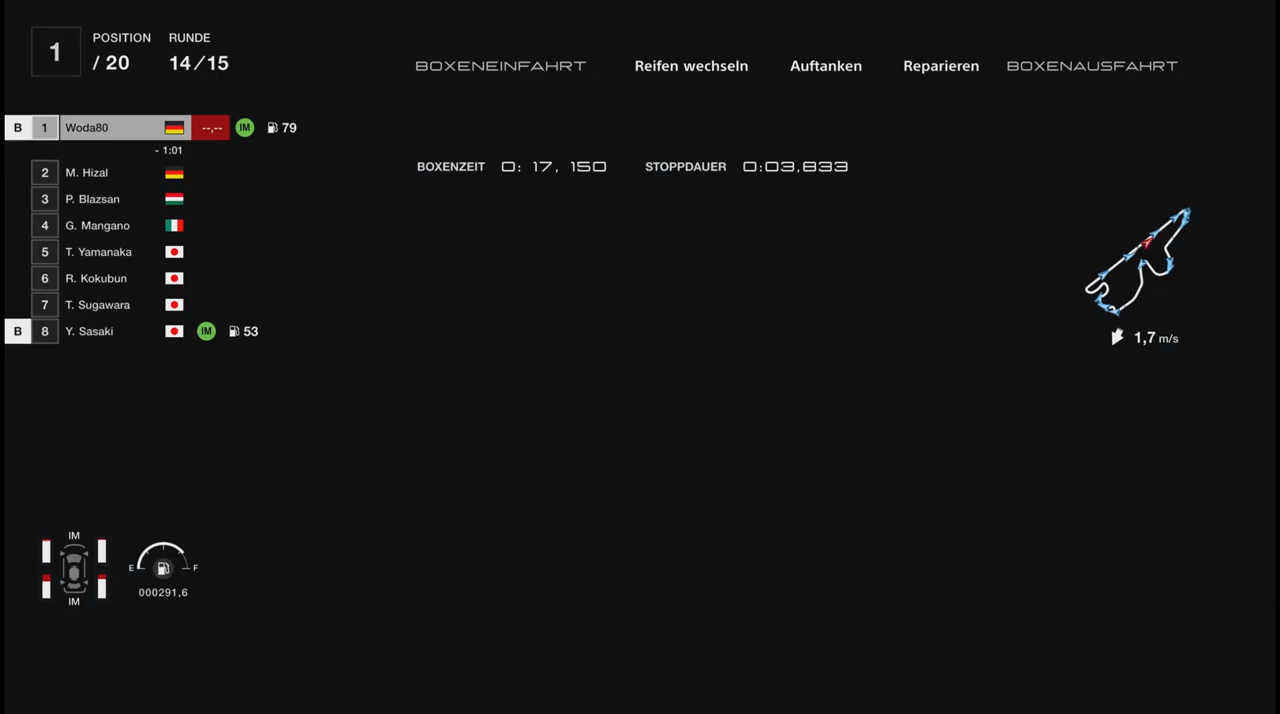 1
POSITION
/ 20
RUNDE
14/15
BOXENEINFAHRT Reifen wechseln Auftanken Reparieren BOXENAUSFAHRT
B 1 Woda80 --,-- IM 79
- 1:01
2 M. Hizal
3 P. Blazsan
4 G. Mangano
5 T. Yamanaka
6 R. Kokubun
7 T. Sugawara
B 8 Y. Sasaki IM 53
BOXENZEIT 0: 17, 150 STOPPDAUER 0:03,833
1,7 m/s
IM
E F
000291,6
IM